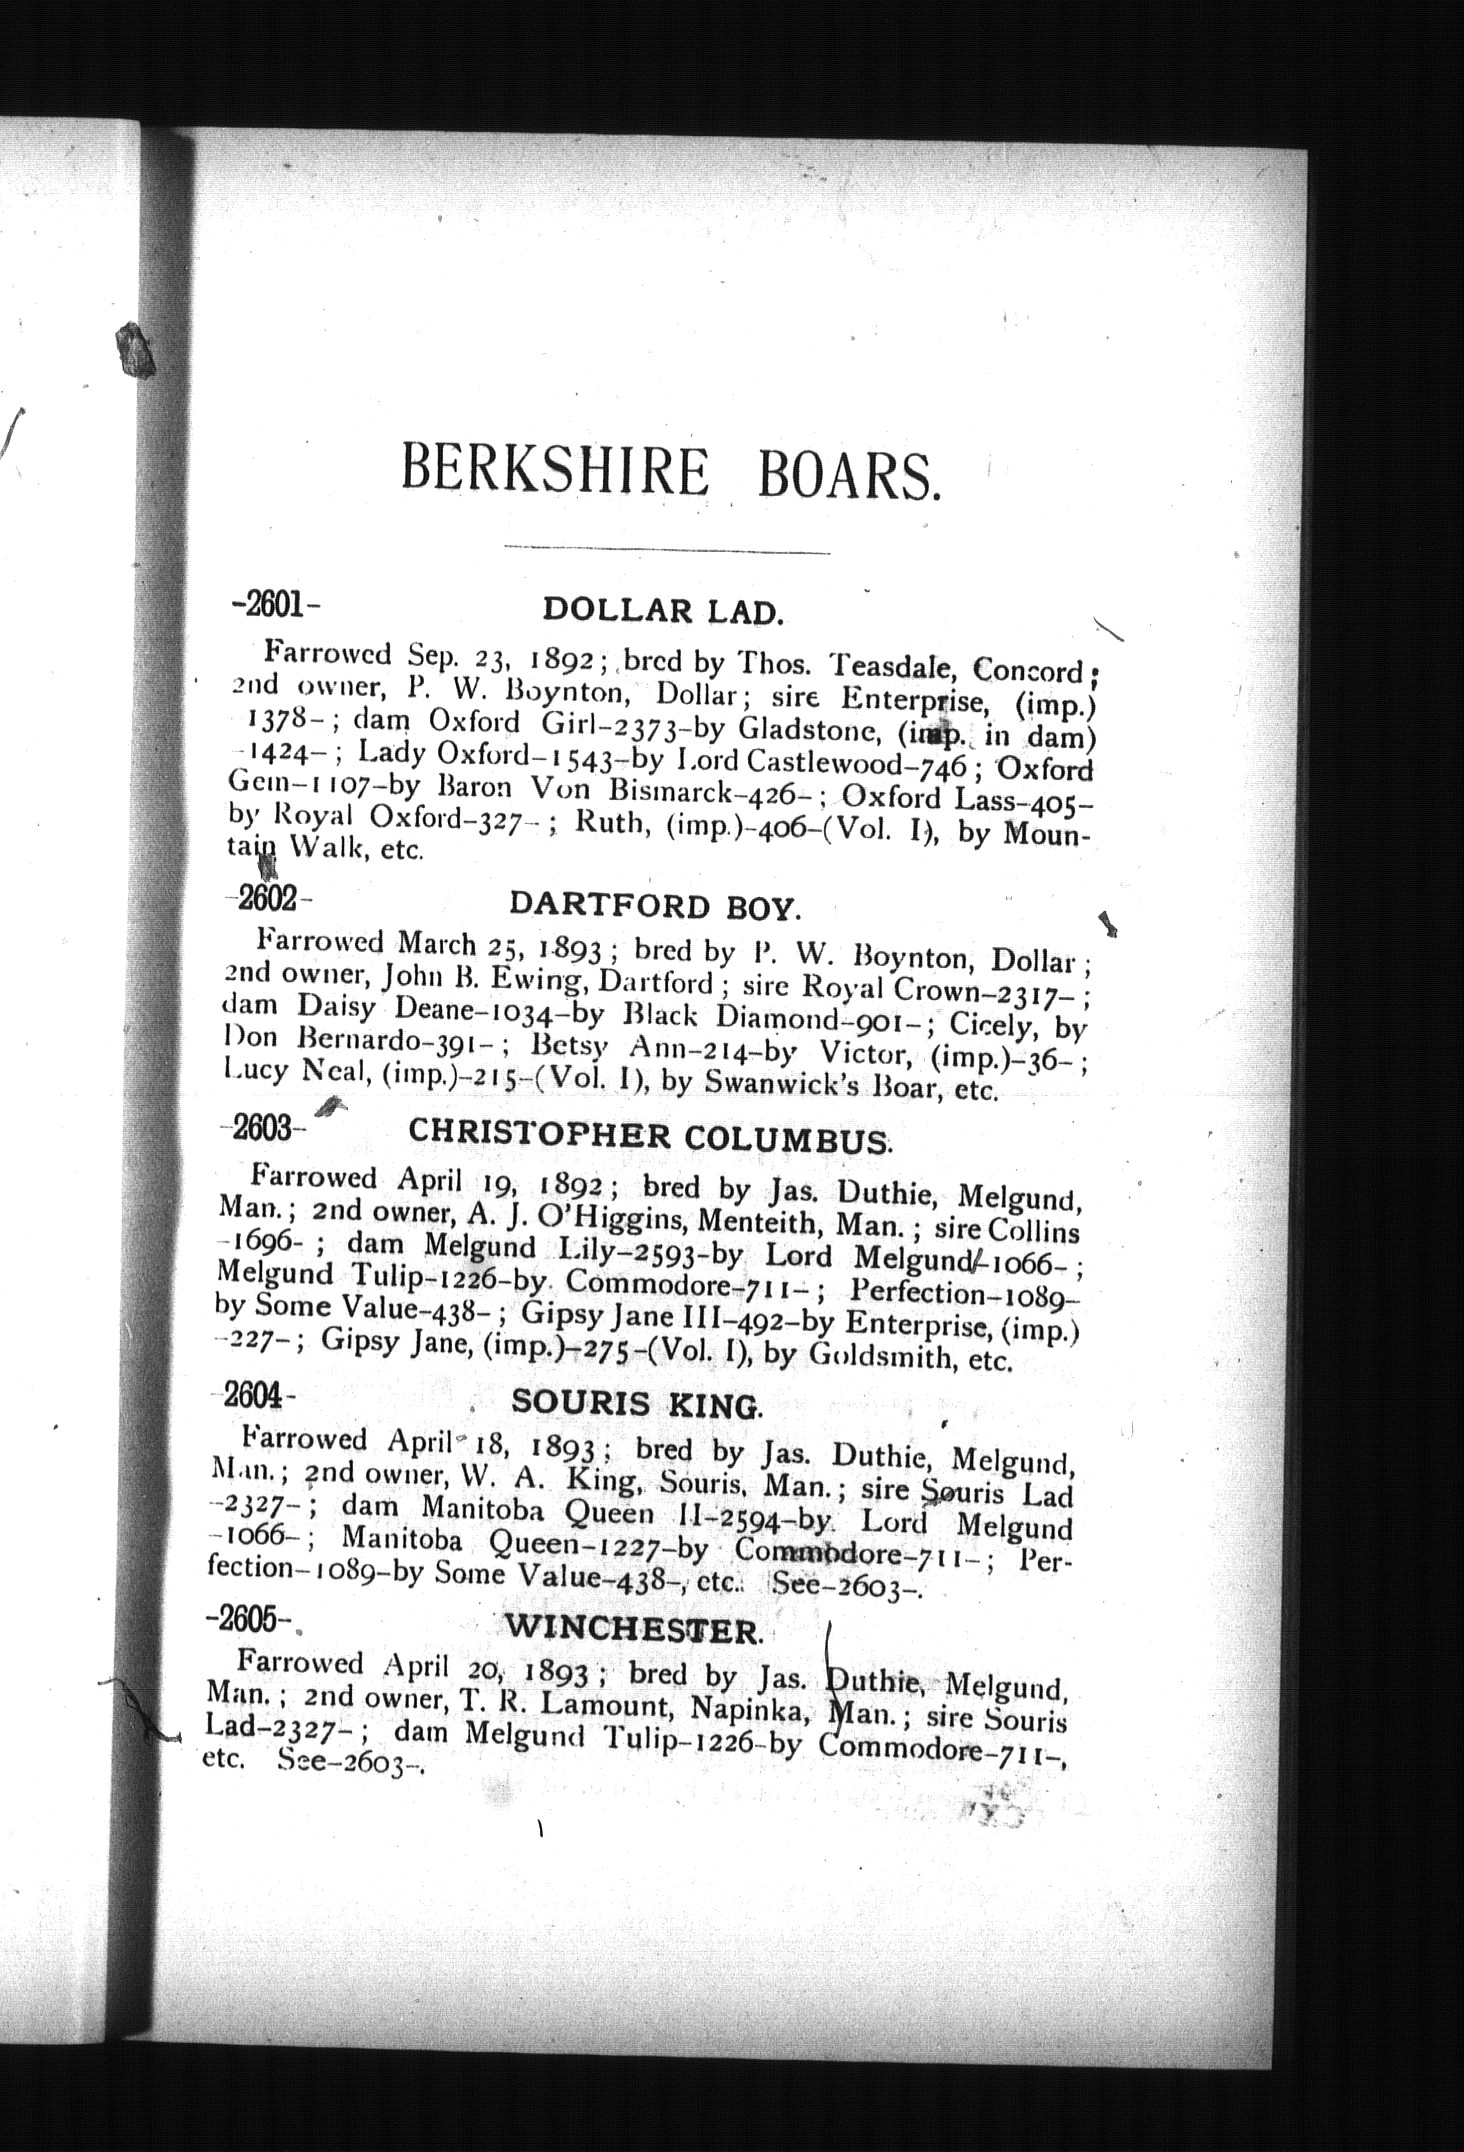 BERKSHIRE BOARS.
-2601- DOLLAR LAD.
Farrowed Sep. 23, 1892; bred by Thos. Teasdale, Concord;
2nd owner, P. W. Boynton, Dollar; sire Enterprise, (imp.)
1378-; dam Oxford Girl-2373-by Gladstone, (imp. in dam)
-1424-; Lady Oxford-1543-by Lord Castlewood-746; Oxford
Gem-1107-by Baron Von Bismarck-426-; Oxford Lass-405-
by Royal Oxford-327-; Ruth, (imp.)-406-(Vol. I), by Moun-
tain Walk, etc.
-2602- DARTFORD BOY.
Farrowed March 25, 1893; bred by P. W. Boynton, Dollar;
2nd owner, John B. Ewing, Dartford; sire Royal Crown-2317-;
dam Daisy Deane-1034-by Black Diamond-901-; Cicely, by
Don Bernardo-391-; Betsy Ann-214-by Victor, (imp.)-36-;
Lucy Neal, (imp.)-215-(Vol. I), by Swanwick's Boar, etc.
-2603- CHRISTOPHER COLUMBUS.
Farrowed April 19, 1892; bred by Jas. Duthie, Melgund,
Man.; 2nd owner, A. J. O'Higgins, Menteith, Man.; sire Collins
-1696-; dam Melgund Lily-2593-by Lord Melgund-1066-;
Melgund Tulip-1226-by Commodore-711-; Perfection-1089-
by Some Value-438-; Gipsy Jane III-492-by Enterprise, (imp.)
-227-; Gipsy Jane, (imp.)-275-(Vol. I), by Goldsmith, etc.
-2604- SOURIS KING.
Farrowed April 18, 1893; bred by Jas. Duthie, Melgund,
Man.; 2nd owner, W. A. King, Souris, Man.; sire Souris Lad
-2327-; dam Manitoba Queen II-2594-by Lord Melgund
-1066-; Manitoba Queen-1227-by Commodore-711-; Per-
fection-1089-by Some Value-438-, etc. See-2603-.
-2605- WINCHESTER.
Farrowed April 20, 1893; bred by Jas. Duthie, Melgund,
Man.; 2nd owner, T. R. Lamount, Napinka, Man.; sire Souris
Lad-2327-; dam Melgund Tulip-1226-by Commodore-711-,
etc. See-2603-.